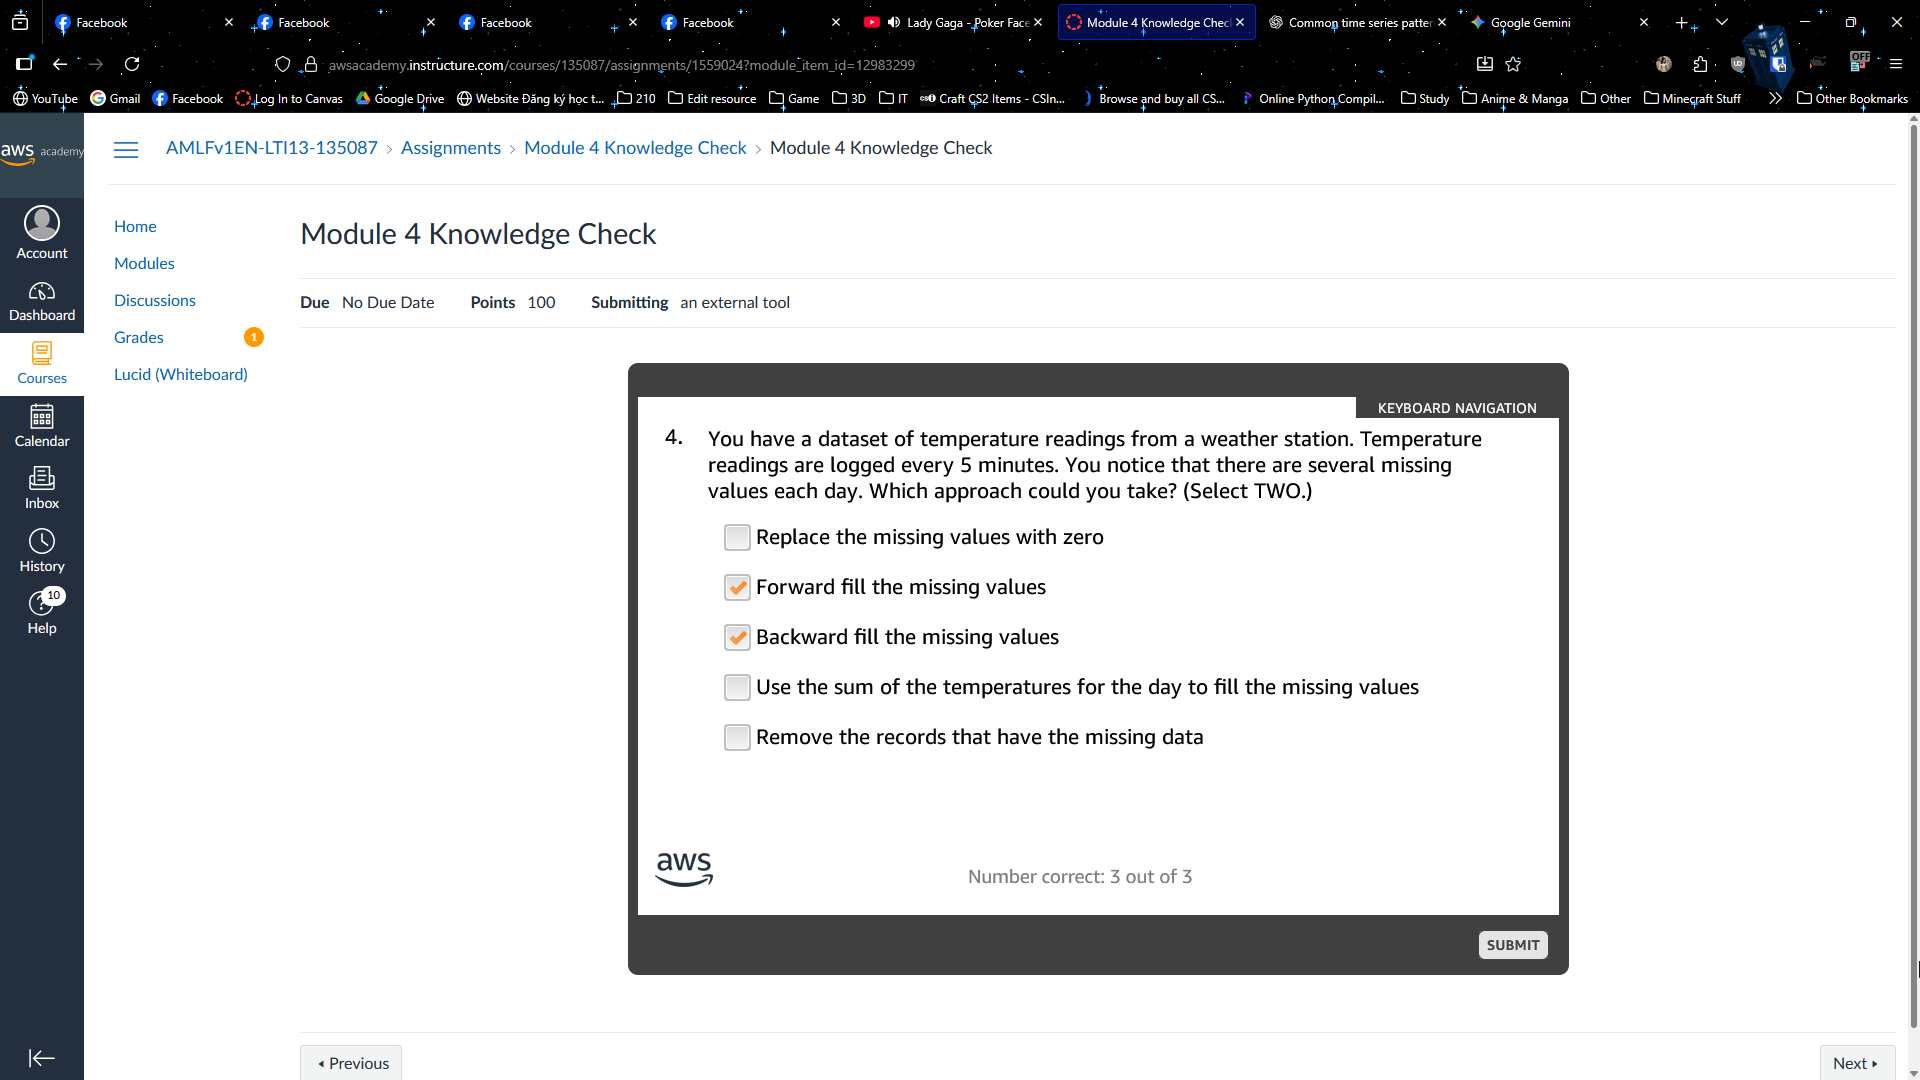 Facebook
Facebook
Facebook
Facebook
Lady Gaga - Poker Face
Module 4 Knowledge Chec
Common time series patter
Google Gemini
awsacademy.instructure.com/courses/135087/assignments/1559024?module_item_id=12983299
OFF
YouTube
Gmail
Facebook
Log In to Canvas
Google Drive
Website Đăng ký học t...
210
Edit resource
Game
3D
IT
Craft CS2 Items - CSIn...
Browse and buy all CS...
Online Python Compil...
Study
Anime & Manga
Other
Minecraft Stuff
Other Bookmarks
aws academy
AMLFv1EN-LTI13-135087 > Assignments > Module 4 Knowledge Check > Module 4 Knowledge Check
Account
Dashboard
Courses
Calendar
Inbox
History
10
Help
Home
Modules
Discussions
Grades 1
Lucid (Whiteboard)
Module 4 Knowledge Check
Due No Due Date Points 100 Submitting an external tool
KEYBOARD NAVIGATION
4. You have a dataset of temperature readings from a weather station. Temperature
readings are logged every 5 minutes. You notice that there are several missing
values each day. Which approach could you take? (Select TWO.)
Replace the missing values with zero
Forward fill the missing values
Backward fill the missing values
Use the sum of the temperatures for the day to fill the missing values
Remove the records that have the missing data
aws
Number correct: 3 out of 3
SUBMIT
Previous
Next